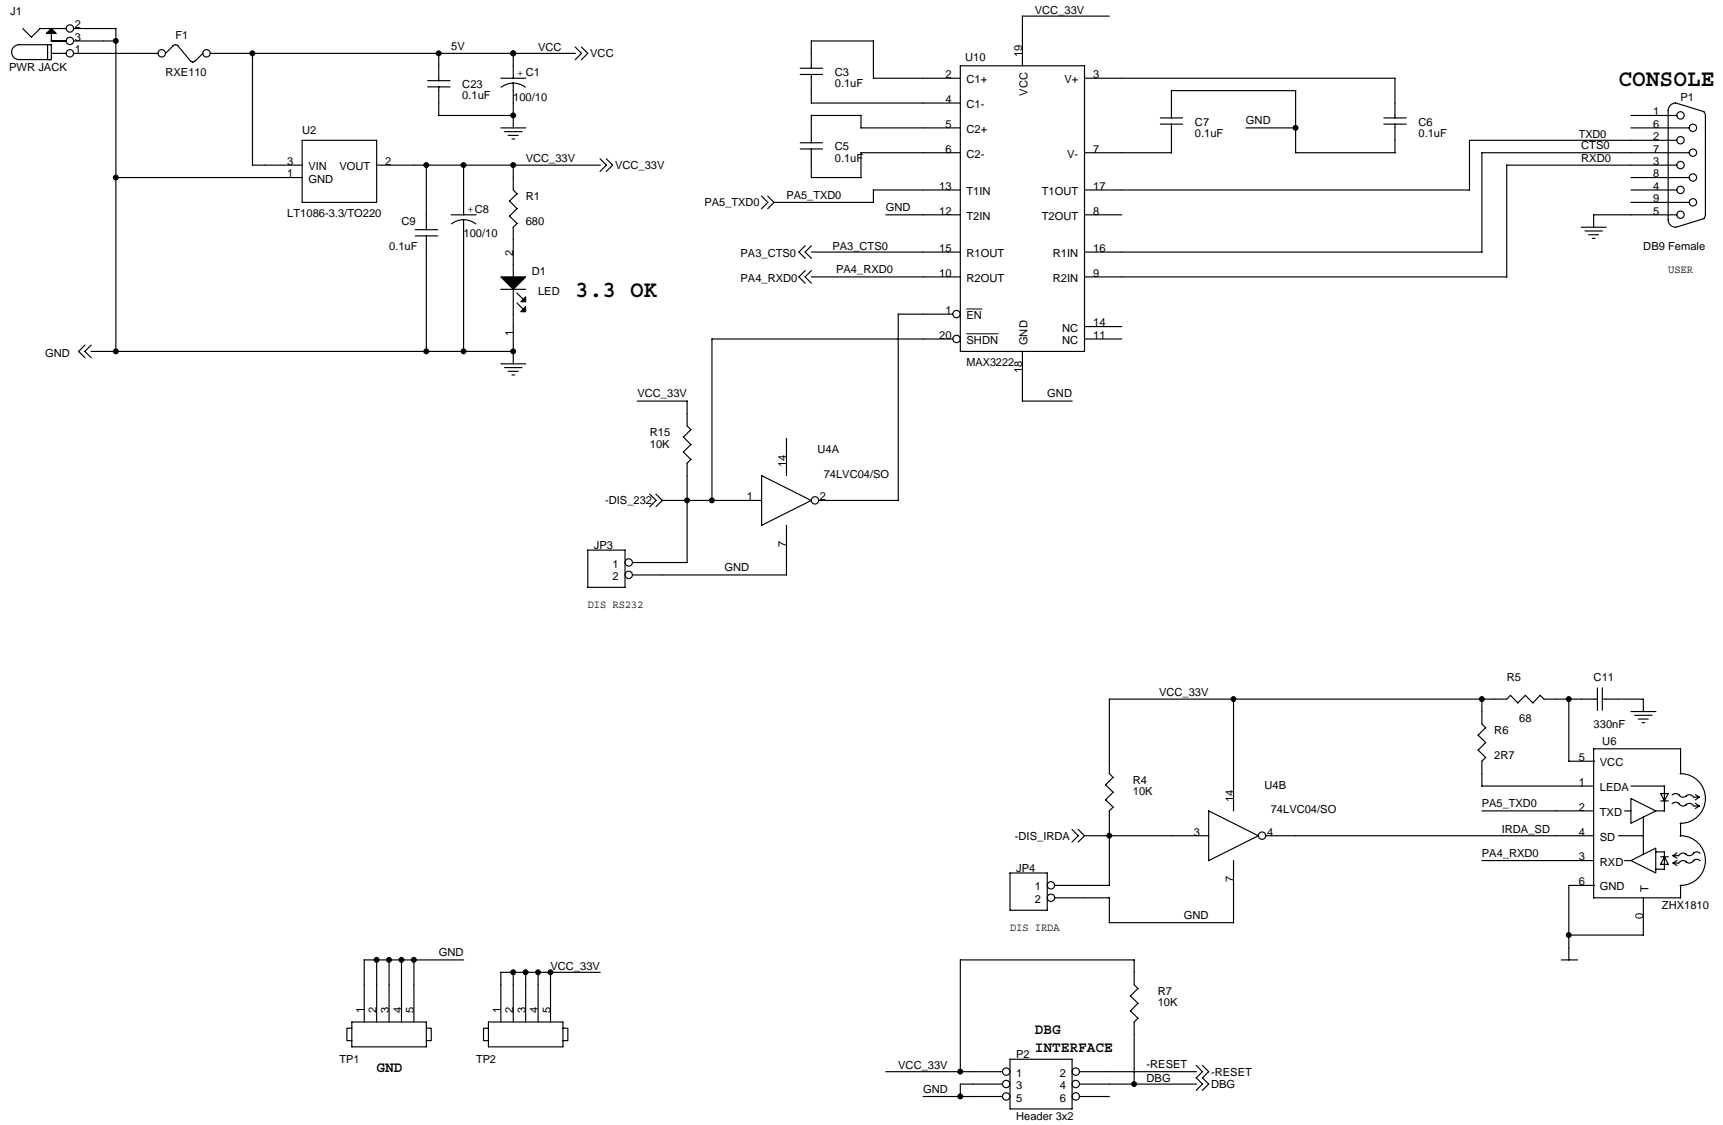 J1
2
3
1
PWR JACK
F1
RXE110
5V
VCC
VCC
C23
0.1uF
+
C1
100/10
U2
3
VIN
VOUT
2
1
GND
LT1086-3.3/TO220
VCC_33V
VCC_33V
C9
0.1uF
+
C8
100/10
R1
680
2
D1
LED
1
3.3 OK
GND
VCC_33V
19
U10
VCC
C3
0.1uF
C5
0.1uF
2
C1+
4
C1-
5
C2+
6
C2-
13
T1IN
12
T2IN
15
R1OUT
10
R2OUT
1
EN
20
SHDN
V+
3
V-
7
T1OUT
17
T2OUT
8
R1IN
16
R2IN
9
NC
14
NC
11
GND
18
MAX3222
GND
PA5_TXD0
PA5_TXD0
GND
PA3_CTS0
PA3_CTS0
PA4_RXD0
PA4_RXD0
C7
0.1uF
GND
C6
0.1uF
CONSOLE
P1
1
6
TXD0
2
CTS0
7
RXD0
3
8
4
9
5
DB9 Female
USER
VCC_33V
R15
10K
-DIS_232
1
14
U4A
74LVC04/SO
2
7
GND
JP3
1
2
DIS RS232
VCC_33V
R4
10K
-DIS_IRDA
3
14
U4B
74LVC04/SO
4
7
GND
JP4
1
2
DIS IRDA
R5
68
C11
330nF
R6
2R7
U6
5
VCC
1
LEDA
PA5_TXD0
2
TXD
IRDA_SD
4
SD
PA4_RXD0
3
RXD
6
GND
T
0
ZHX1810
GND
1
2
3
4
5
TP1
GND
VCC_33V
1
2
3
4
5
TP2
R7
10K
DBG
INTERFACE
P2
VCC_33V
1
2
-RESET
-RESET
GND
3
4
DBG
DBG
5
6
Header 3x2